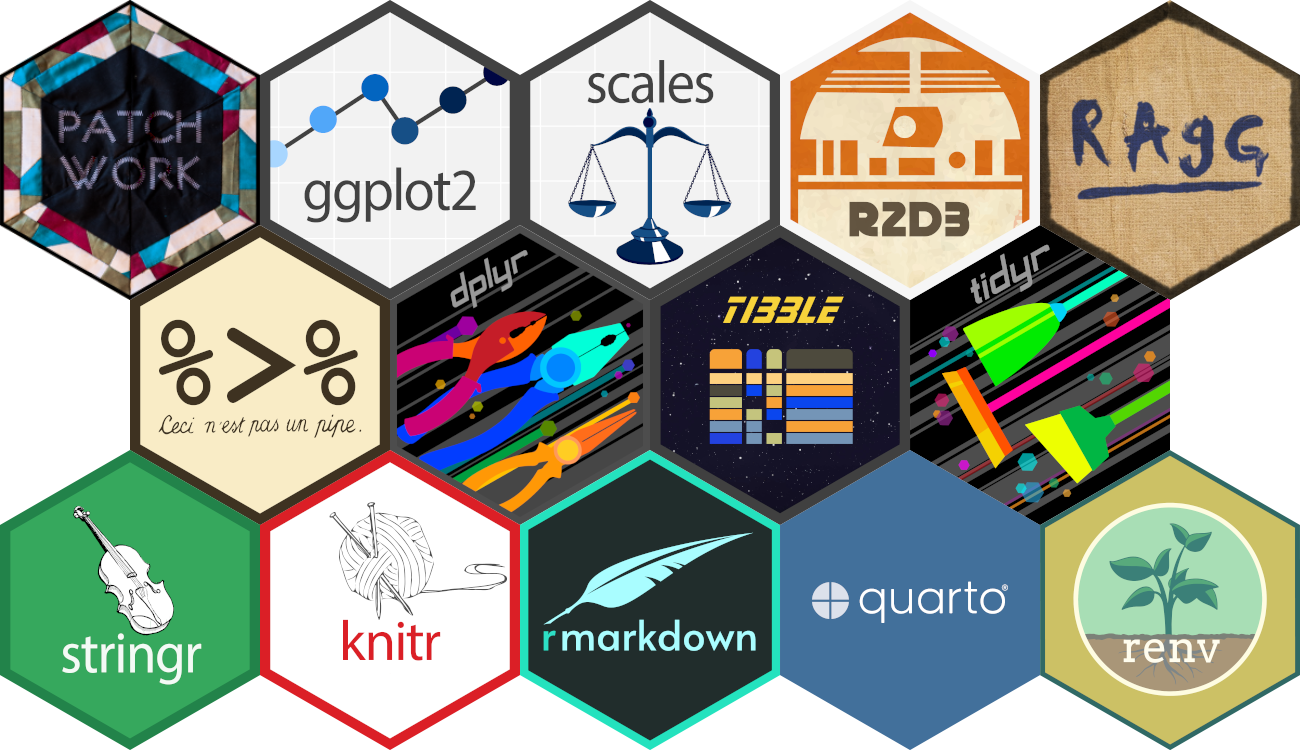 PATCH
WORK
ggplot2
scales
R2D3
RAgg
%>%
Ceci n'est pas un pipe.
dplyr
TIBBLE
tidyr
stringr
knitr
rmarkdown
quarto®
renv